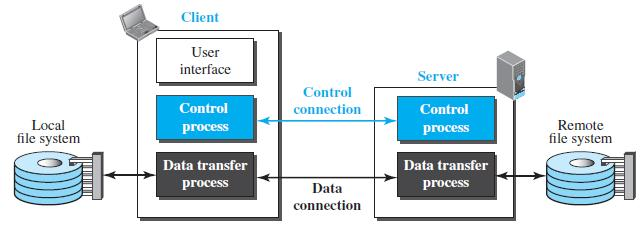 Client
User
interface
Control
process
Data transfer
process
Control
connection
Data
connection
Server
Control
process
Data transfer
process
Local
file system
Remote
file system